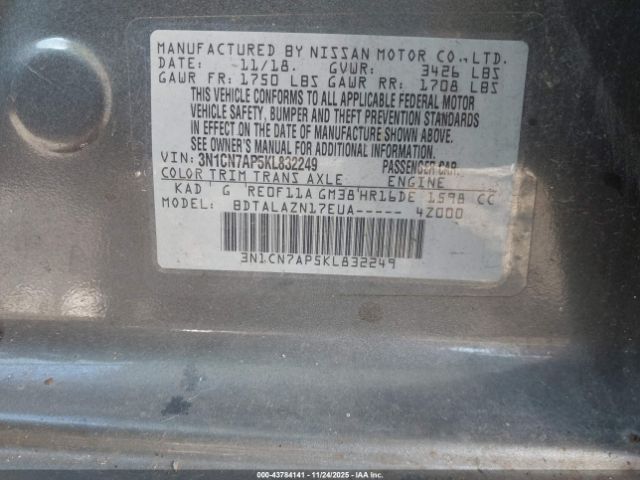 MANUFACTURED BY NISSAN MOTOR CO., LTD.
DATE: 11/18. GVWR: 3426 LBS
GAWR FR: 1750 LBS GAWR RR: 1708 LBS
THIS VEHICLE CONFORMS TO ALL APPLICABLE FEDERAL MOTOR
VEHICLE SAFETY, BUMPER AND THEFT PREVENTION STANDARDS
IN EFFECT ON THE DATE OF MANUFACTURE SHOWN ABOVE.
SEE OWNER'S MANUAL FOR ADDITIONAL INFORMATION.
VIN: 3N1CN7AP5KL832249 PASSENGER CAR
COLOR TRIM TRANS AXLE ENGINE
KAD G RE0F11A GM38 HR16DE 1598 CC
MODEL: BDTALAZN17EUA----- 4Z000
3N1CN7AP5KL832249
000-43784141 - 11/24/2025 - IAA Inc.